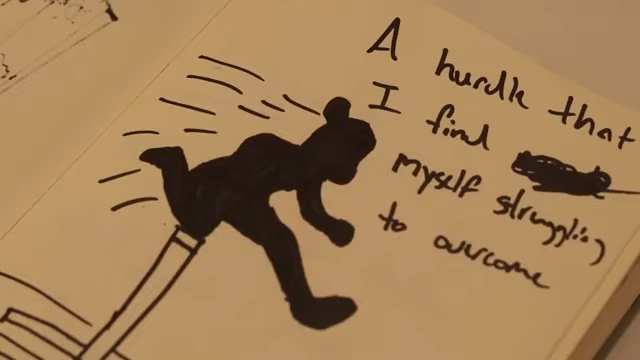 A hurdle that
I find
myself struggling
to overcome